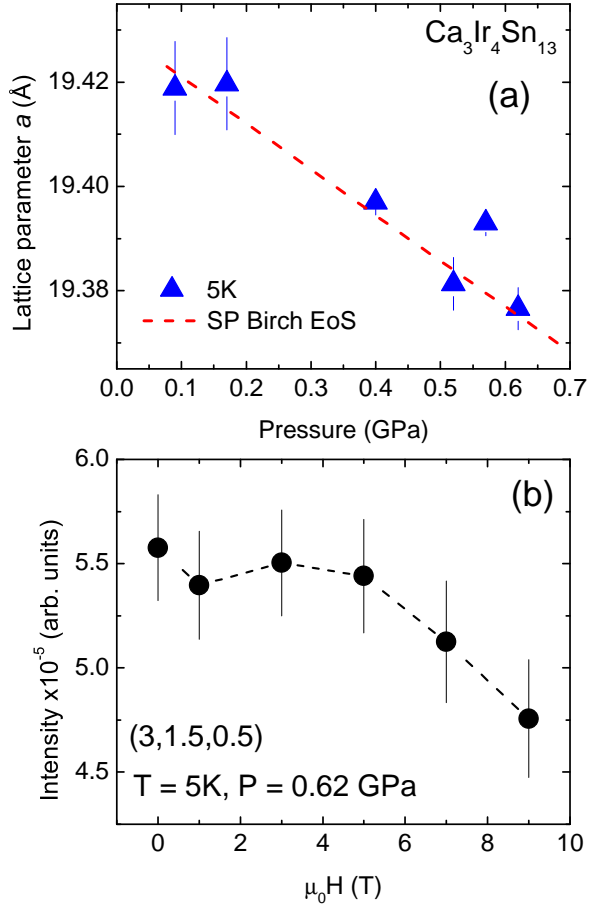 Ca₃Ir₄Sn₁₃
(a)
19.42
19.40
19.38
Lattice parameter a (Å)
5K
SP Birch EoS
0.0 0.1 0.2 0.3 0.4 0.5 0.6 0.7
Pressure (GPa)
(b)
6.0
5.5
5.0
4.5
Intensity x10⁻⁵ (arb. units)
(3,1.5,0.5)
T = 5K, P = 0.62 GPa
0 2 4 6 8 10
μ₀H (T)